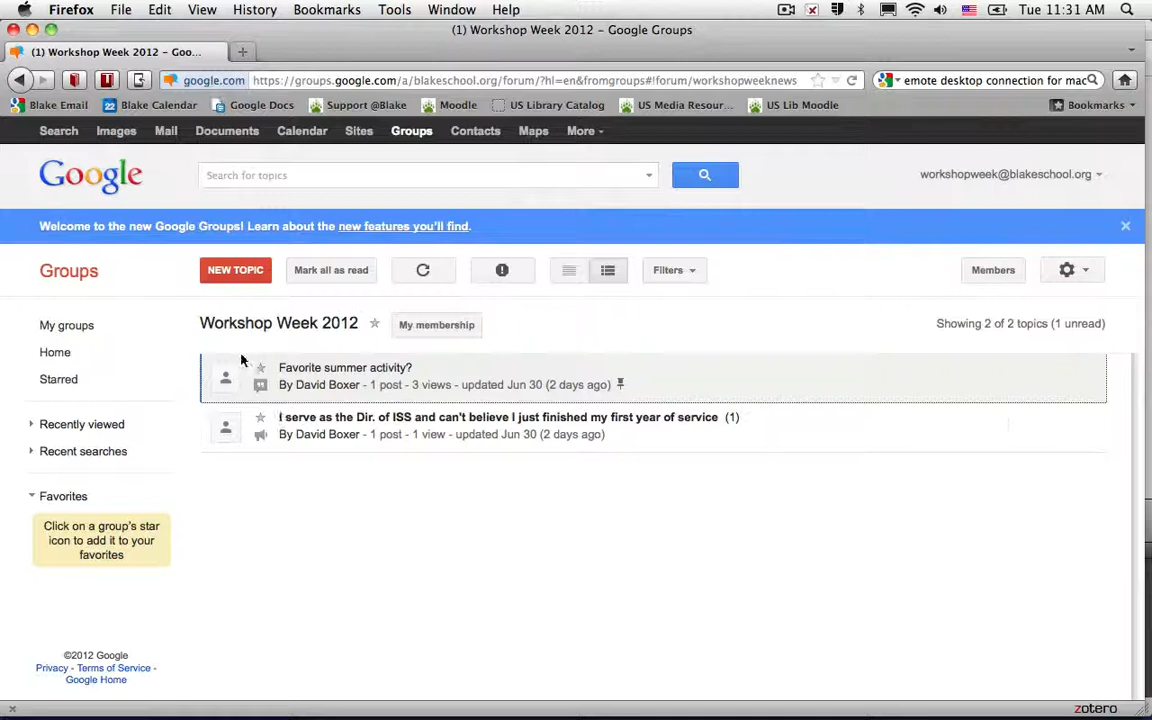 Firefox File Edit View History Bookmarks Tools Window Help Tue 11:31 AM
(1) Workshop Week 2012 - Google Groups
(1) Workshop Week 2012 - Goo...
google.com https://groups.google.com/a/blakeschool.org/forum/?hl=en&fromgroups#!forum/workshopweeknews emote desktop connection for mac
Blake Email 22 Blake Calendar Google Docs Support @Blake Moodle US Library Catalog US Media Resour... US Lib Moodle Bookmarks
Search Images Mail Documents Calendar Sites Groups Contacts Maps More
Google Search for topics workshopweek@blakeschool.org
Welcome to the new Google Groups! Learn about the new features you'll find.
Groups NEW TOPIC Mark all as read Filters Members
My groups
Home
Starred
Recently viewed
Recent searches
Favorites
Click on a group's star
icon to add it to your
favorites
Workshop Week 2012 My membership Showing 2 of 2 topics (1 unread)
Favorite summer activity?
By David Boxer - 1 post - 3 views - updated Jun 30 (2 days ago)
I serve as the Dir. of ISS and can't believe I just finished my first year of service (1)
By David Boxer - 1 post - 1 view - updated Jun 30 (2 days ago)
©2012 Google
Privacy - Terms of Service -
Google Home
zotero